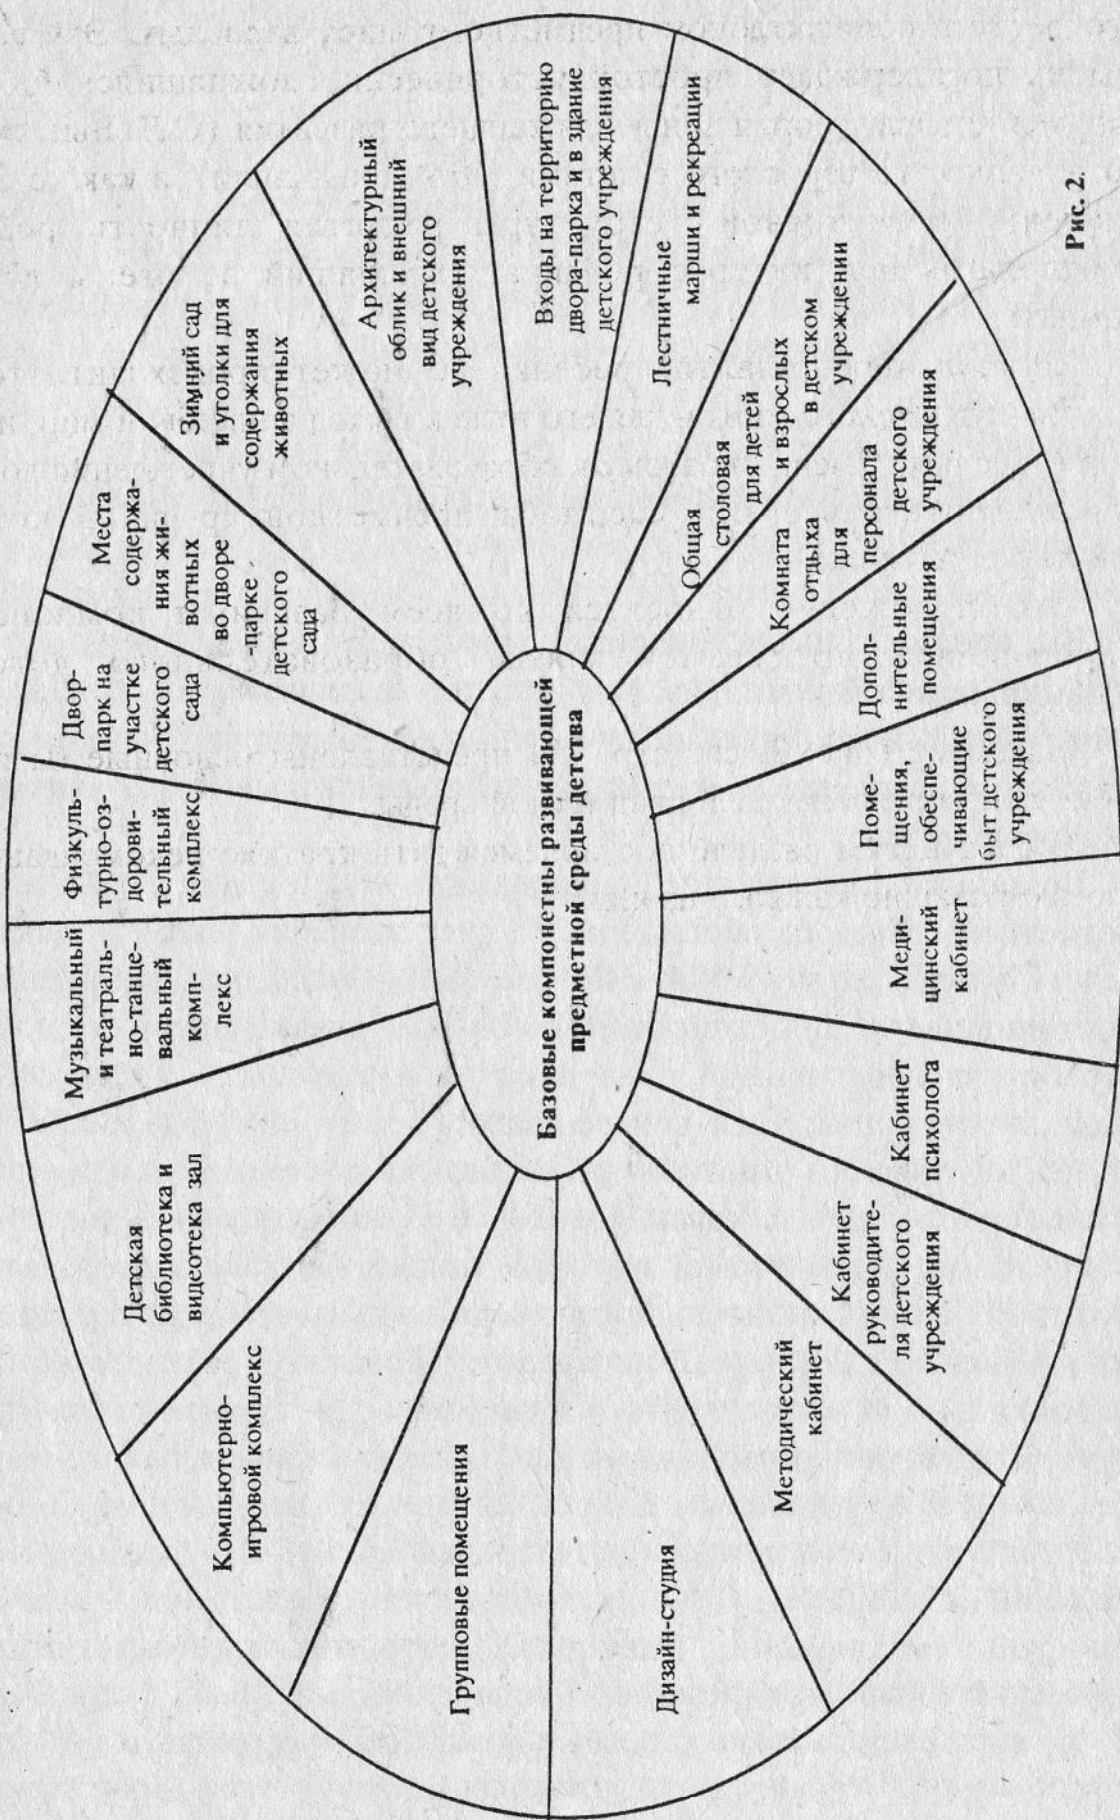 Базовые компонетны развивающей
предметной среды детства
Групповые помещения
Компьютерно-
игровой комплекс
Детская
библиотека и
видеотека зал
Музыкальный
и театраль-
но-танце-
вальный
комп-
лекс
Физкуль-
турно-оз-
дорови-
тельный
комплекс
Двор-
парк на
участке
детского
сада
Места
содержа-
ния жи-
вотных
во дворе
-парке
детского
сада
Зимний сад
и уголки для
содержания
животных
Архитектурный
облик и внешний
вид детского
учреждения
Входы на территорию
двора-парка и в здание
детского учреждения
Лестничные
марши и рекреации
Общая
столовая
для детей
и взрослых
в детском
учреждении
Комната
отдыха
для
персонала
детского
учреждения
Допол-
нительные
помещения
Поме-
щения,
обеспе-
чивающие
быт детского
учреждения
Меди-
цинский
кабинет
Кабинет
психолога
Кабинет
руководите-
ля детского
учреждения
Методический
кабинет
Дизайн-студия
Рис. 2.